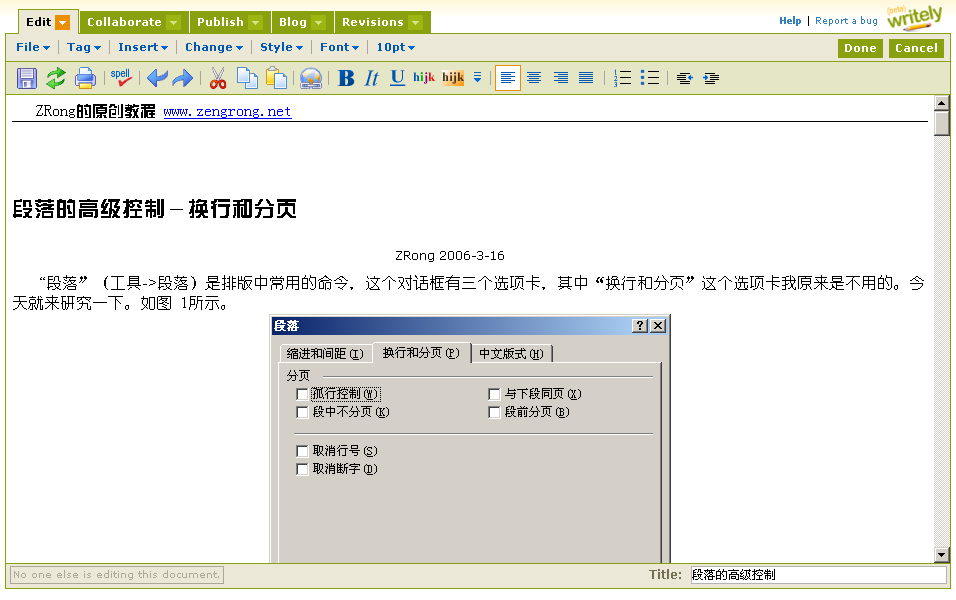 Edit Collaborate Publish Blog Revisions
Help | Report a bug
(beta) writely
File Tag Insert Change Style Font 10pt
Done Cancel
spell B It U hijk hijk
ZRong的原创教程 www.zengrong.net
段落的高级控制－换行和分页
ZRong 2006-3-16
“段落”（工具->段落）是排版中常用的命令，这个对话框有三个选项卡，其中“换行和分页”这个选项卡我原来是不用的。今
天就来研究一下。如图 1所示。
段落
缩进和间距(I) 换行和分页(P) 中文版式(H)
分页
孤行控制(W) 与下段同页(X)
段中不分页(K) 段前分页(B)
取消行号(S)
取消断字(D)
No one else is editing this document.
Title: 段落的高级控制